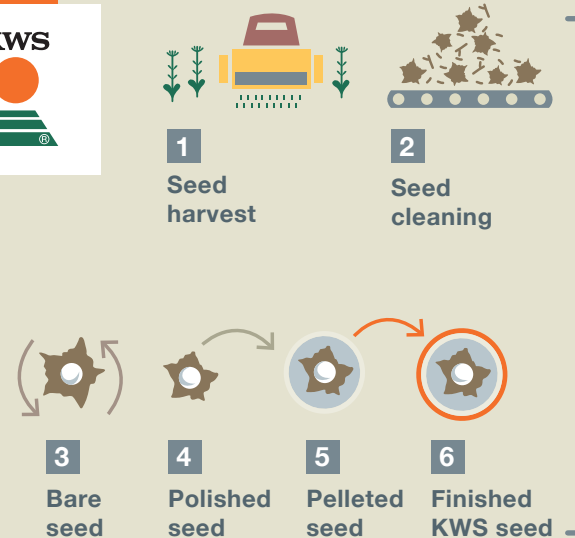 KWS
®
1
Seed
harvest
2
Seed
cleaning
3
Bare
seed
4
Polished
seed
5
Pelleted
seed
6
Finished
KWS seed